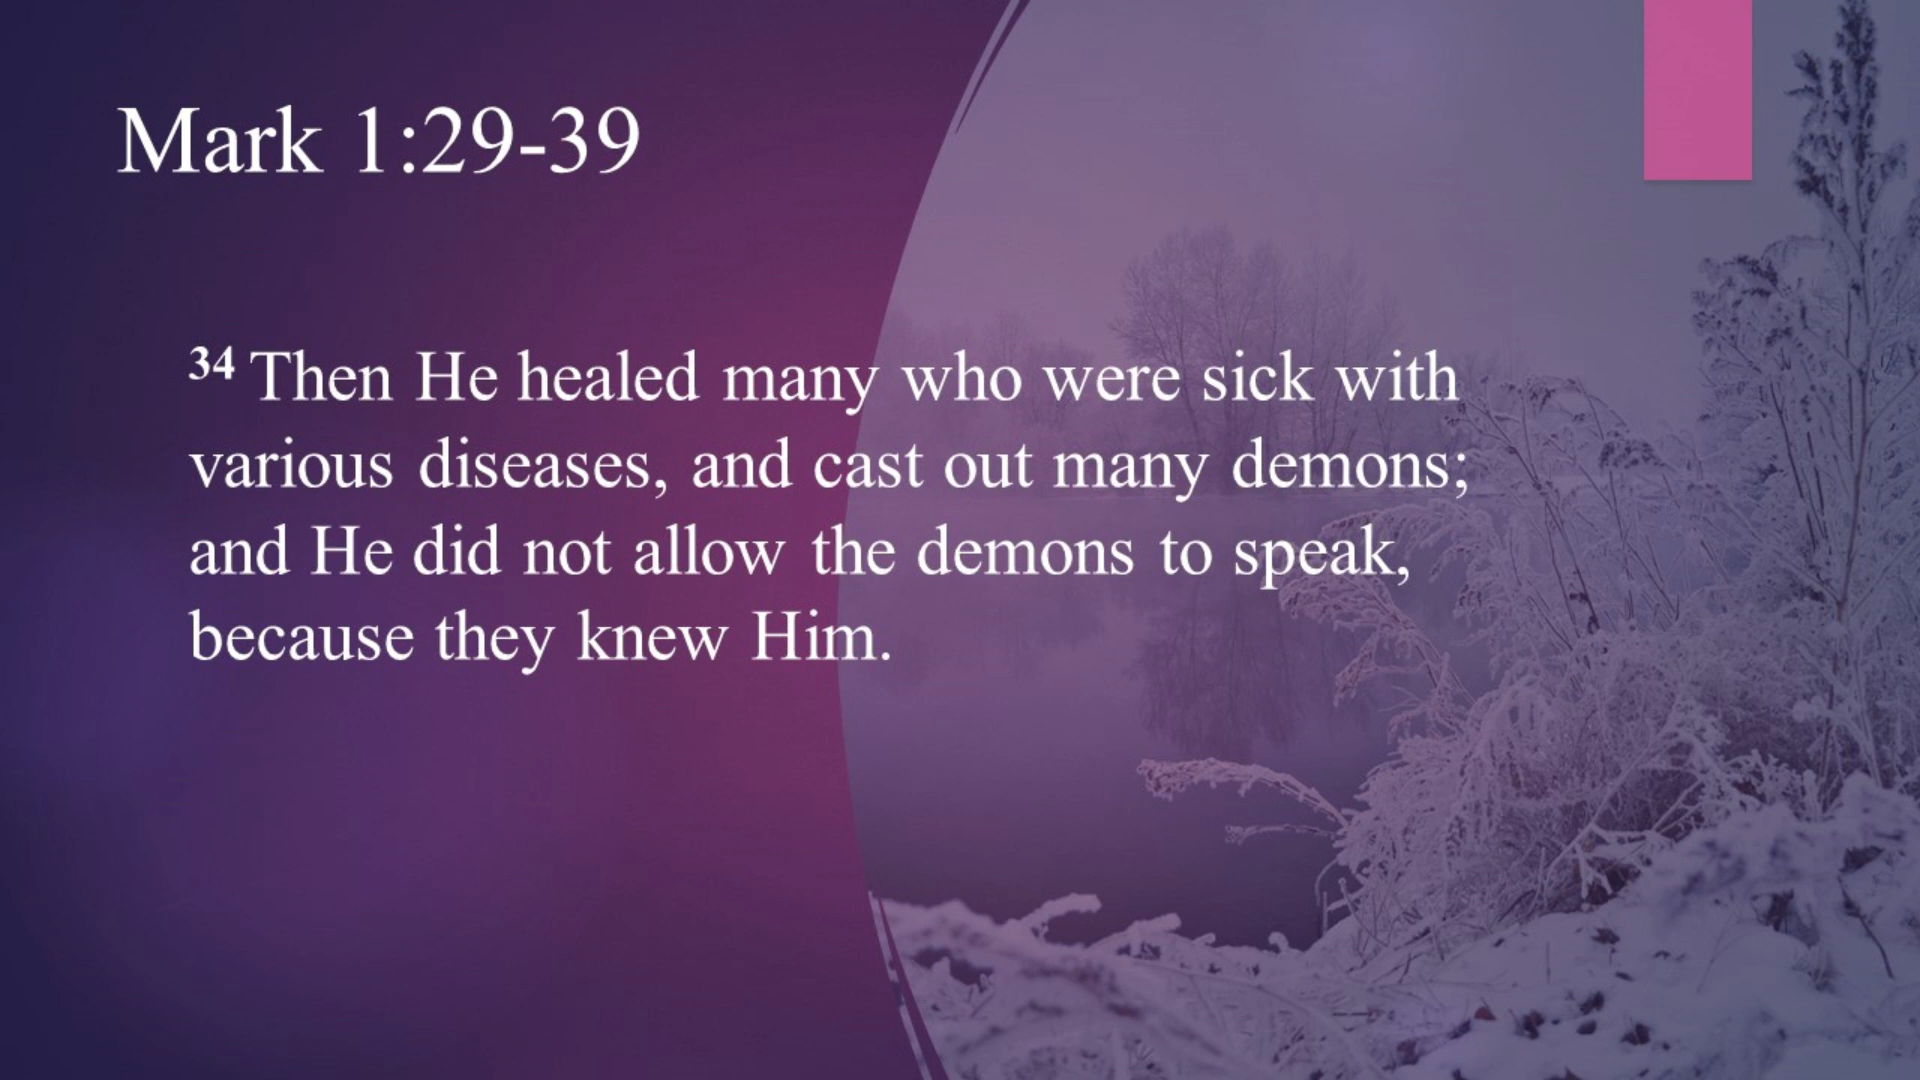 Mark 1:29-39
34 Then He healed many who were sick with
various diseases, and cast out many demons;
and He did not allow the demons to speak,
because they knew Him.